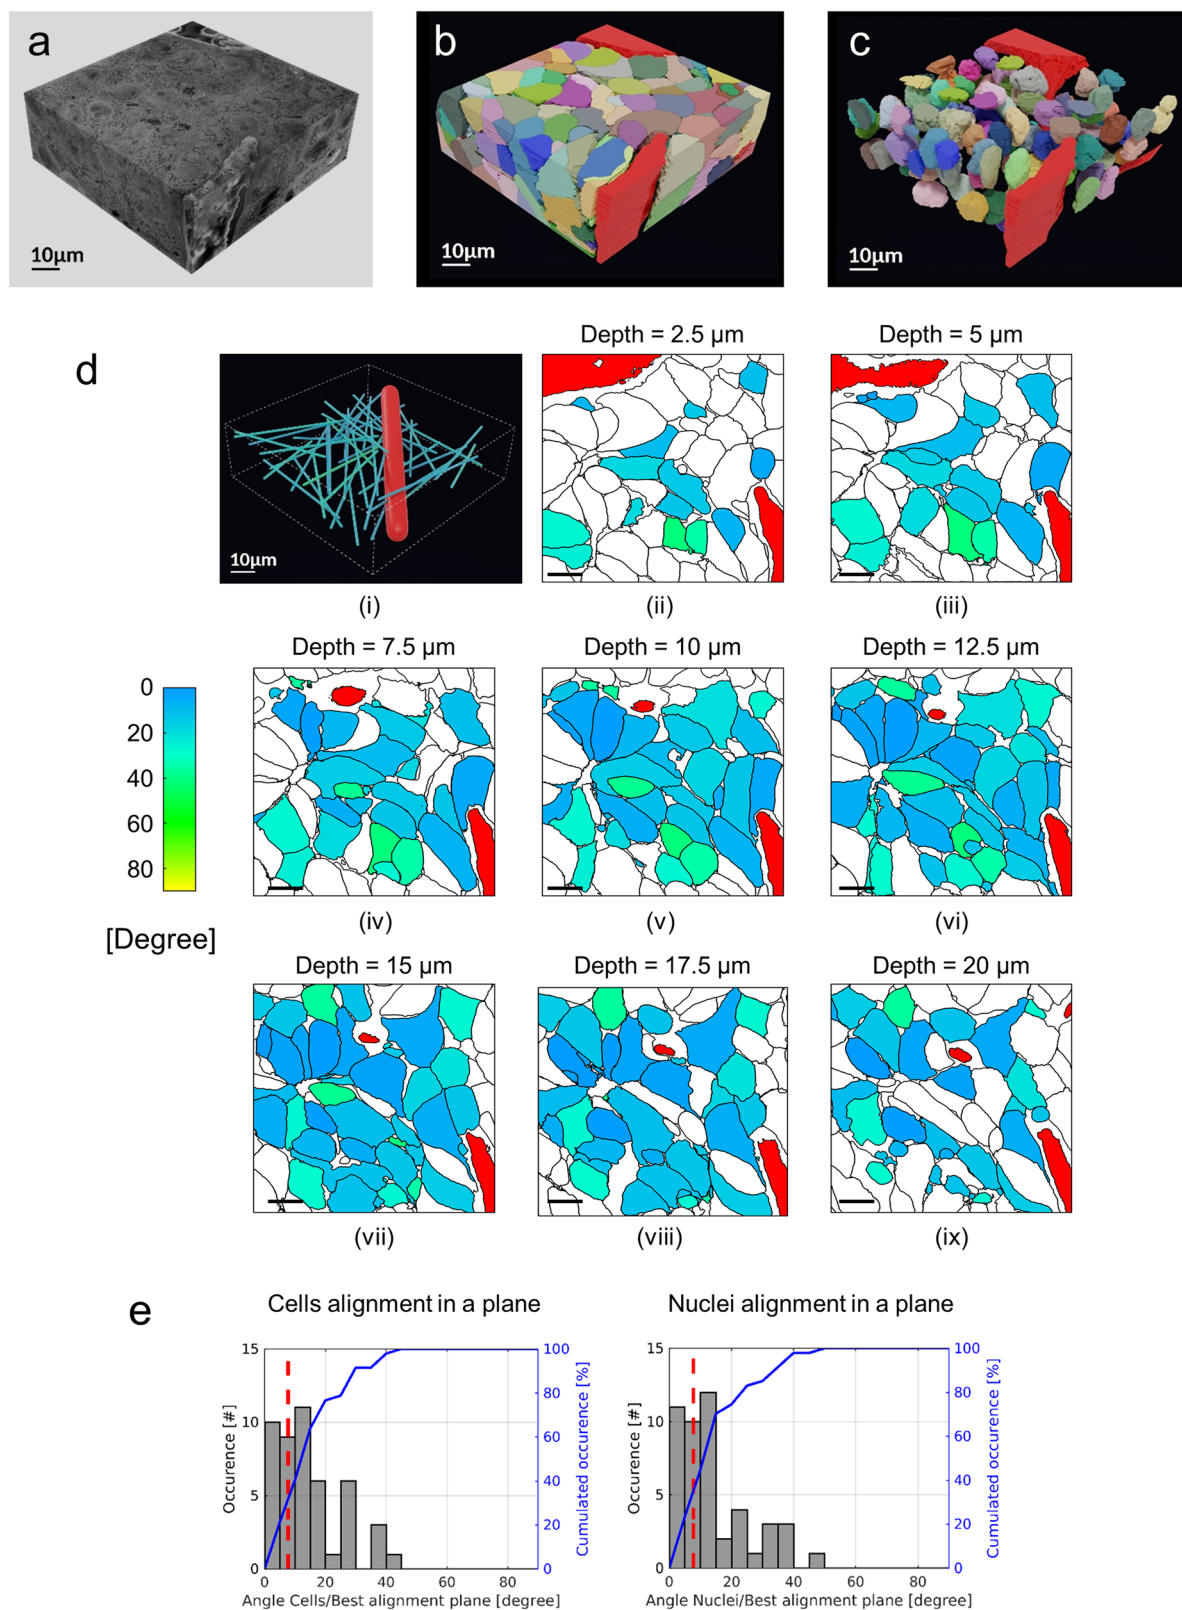 a
b
c
10µm
10µm
10µm
d
Depth = 2.5 µm
Depth = 5 µm
10µm
(i)
(ii)
(iii)
Depth = 7.5 µm
Depth = 10 µm
Depth = 12.5 µm
0
20
40
60
80
[Degree]
(iv)
(v)
(vi)
Depth = 15 µm
Depth = 17.5 µm
Depth = 20 µm
(vii)
(viii)
(ix)
e
Cells alignment in a plane
15
10
5
0
Occurence [#]
100
80
60
40
20
0
Cumulated occurence [%]
0 20 40 60 80
Angle Cells/Best alignment plane [degree]
Nuclei alignment in a plane
15
10
5
0
Occurence [#]
100
80
60
40
20
0
Cumulated occurence [%]
0 20 40 60 80
Angle Nuclei/Best alignment plane [degree]